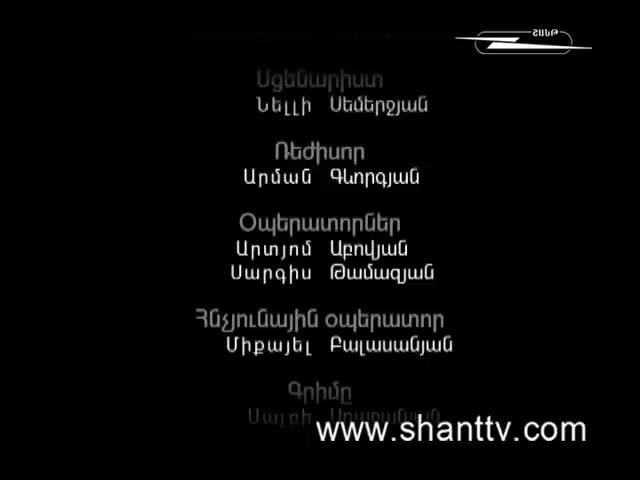 ՇԱՆԹ
Սցենարիստ
Նելլի Սեմերջյան
Ռեժիսոր
Արման Գևորգյան
Օպերատորներ
Արտյոմ Աբովյան
Սարգիս Թամազյան
Հնչյունային օպերատոր
Միքայել Բալասանյան
Գրիմը
www.shanttv.com